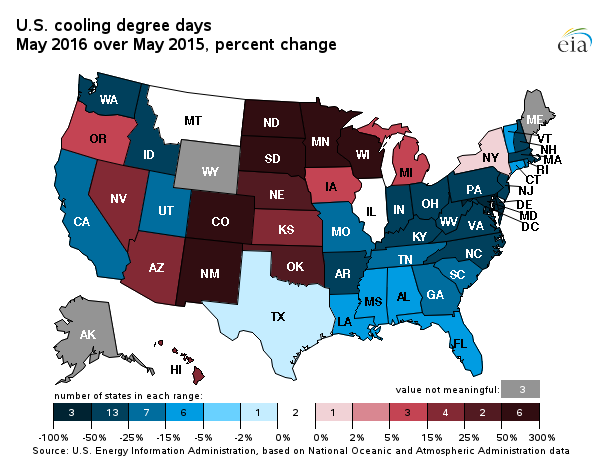 U.S. cooling degree days
May 2016 over May 2015, percent change
eia
WA
MT
ND
MN
ME
OR
ID
SD
WI
MI
NY
VT
NH
MA
RI
CT
WY
NE
IA
PA
NJ
NV
UT
CO
IL
IN
OH
DE
MD
DC
CA
KS
MO
KY
WV
VA
AZ
NM
OK
AR
TN
NC
SC
TX
LA
MS
AL
GA
FL
AK
HI
number of states in each range:
value not meaningful: 3
3 13 7 6 1 2 1 3 4 2 6
-100% -50% -25% -15% -5% -2% 0% 0% 2% 5% 15% 25% 50% 300%
Source: U.S. Energy Information Administration, based on National Oceanic and Atmospheric Administration data